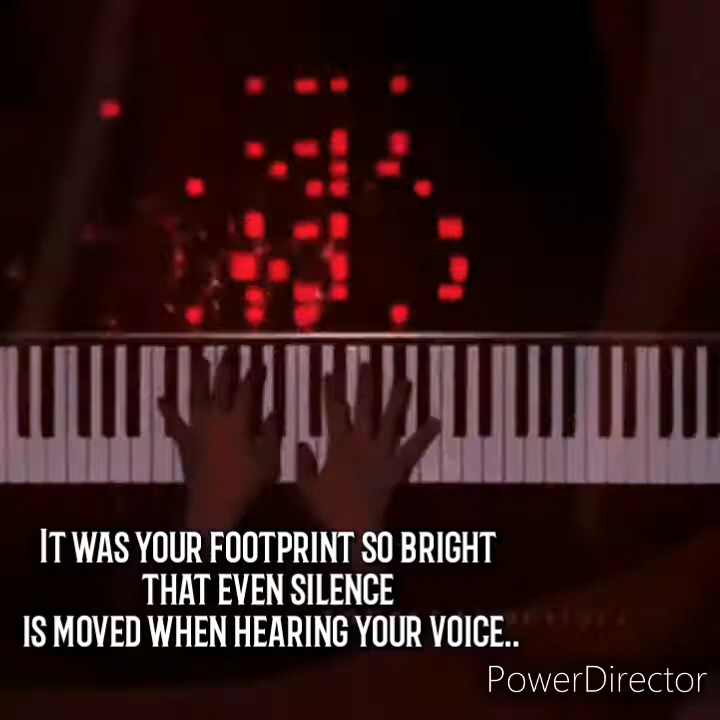 IT WAS YOUR FOOTPRINT SO BRIGHT
THAT EVEN SILENCE
IS MOVED WHEN HEARING YOUR VOICE..
PowerDirector